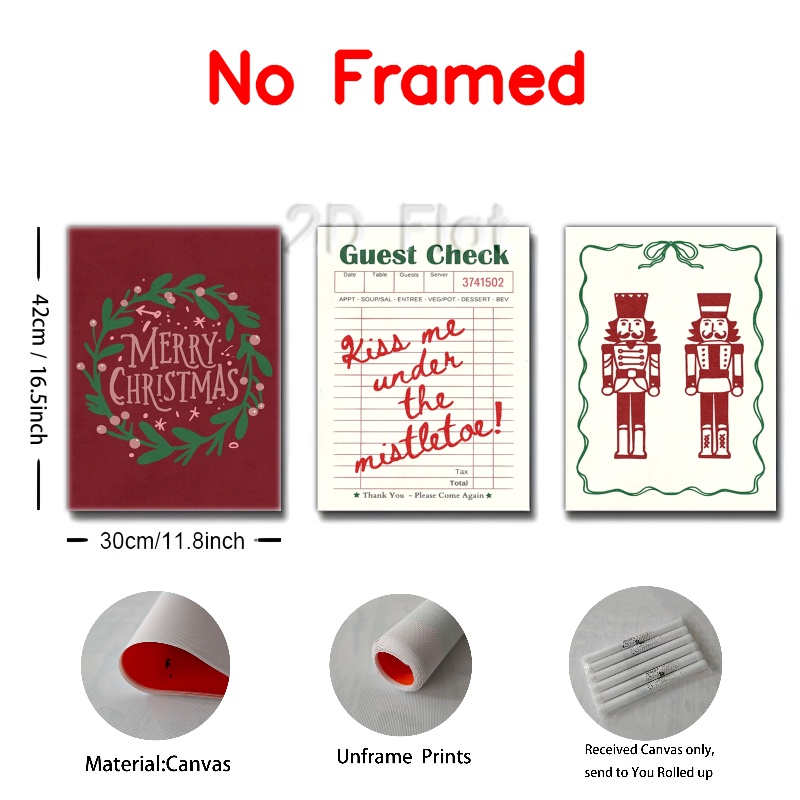 No Framed
2D Flat
MERRY
CHRISTMAS
Guest Check
Date Table Guests Server
3741502
APPT - SOUP/SAL - ENTREE - VEG/POT - DESSERT - BEV
Kiss me
under
the
mistletoe!
Tax
Total
★ Thank You - Please Come Again ★
42cm / 16.5inch
30cm/11.8inch
Material:Canvas
Unframe Prints
Received Canvas only,
send to You Rolled up